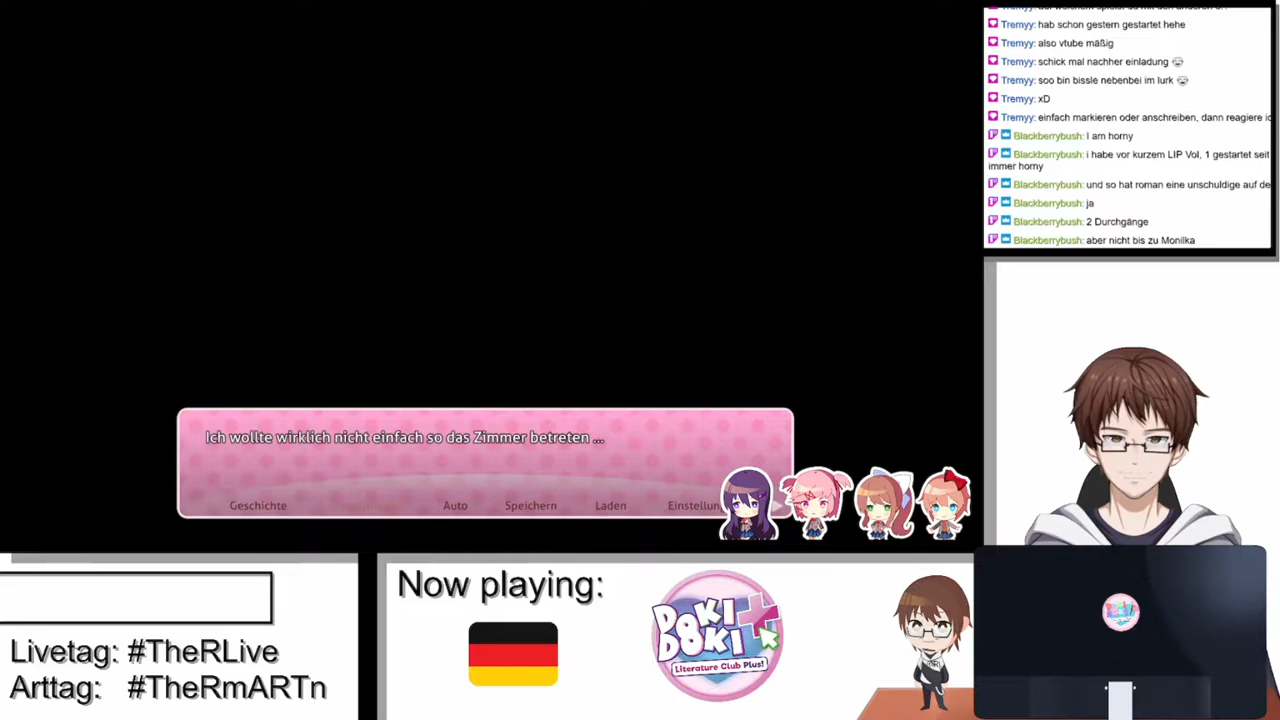 Tremyy: hab schon gestern gestartet hehe
Tremyy: also vtube mäßig
Tremyy: schick mal nachher einladung
Tremyy: soo bin bissle nebenbei im lurk
Tremyy: xD
Tremyy: einfach markieren oder anschreiben, dann reagiere
Blackberrybush: I am horny
Blackberrybush: i habe vor kurzem LIP Vol, 1 gestartet seit
immer horny
Blackberrybush: und so hat roman eine unschuldige auf
Blackberrybush: ja
Blackberrybush: 2 Durchgänge
Blackberrybush: aber nicht bis zu Monilka
Ich wollte wirklich nicht einfach so das Zimmer betreten ...
Geschichte Auto Speichern Laden Einstellun
Now playing:
DOKI
DOKI
Literature Club Plus!
Livetag: #TheRLive
Arttag: #TheRmARTn